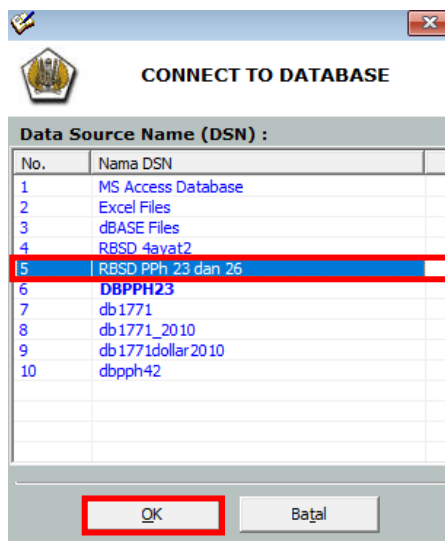 CONNECT TO DATABASE
Data Source Name (DSN) :
No. Nama DSN
1 MS Access Database
2 Excel Files
3 dBASE Files
4 RBSD 4ayat2
5 RBSD PPh 23 dan 26
6 DBPPH23
7 db1771
8 db1771_2010
9 db1771dollar2010
10 dbpph42
OK Batal